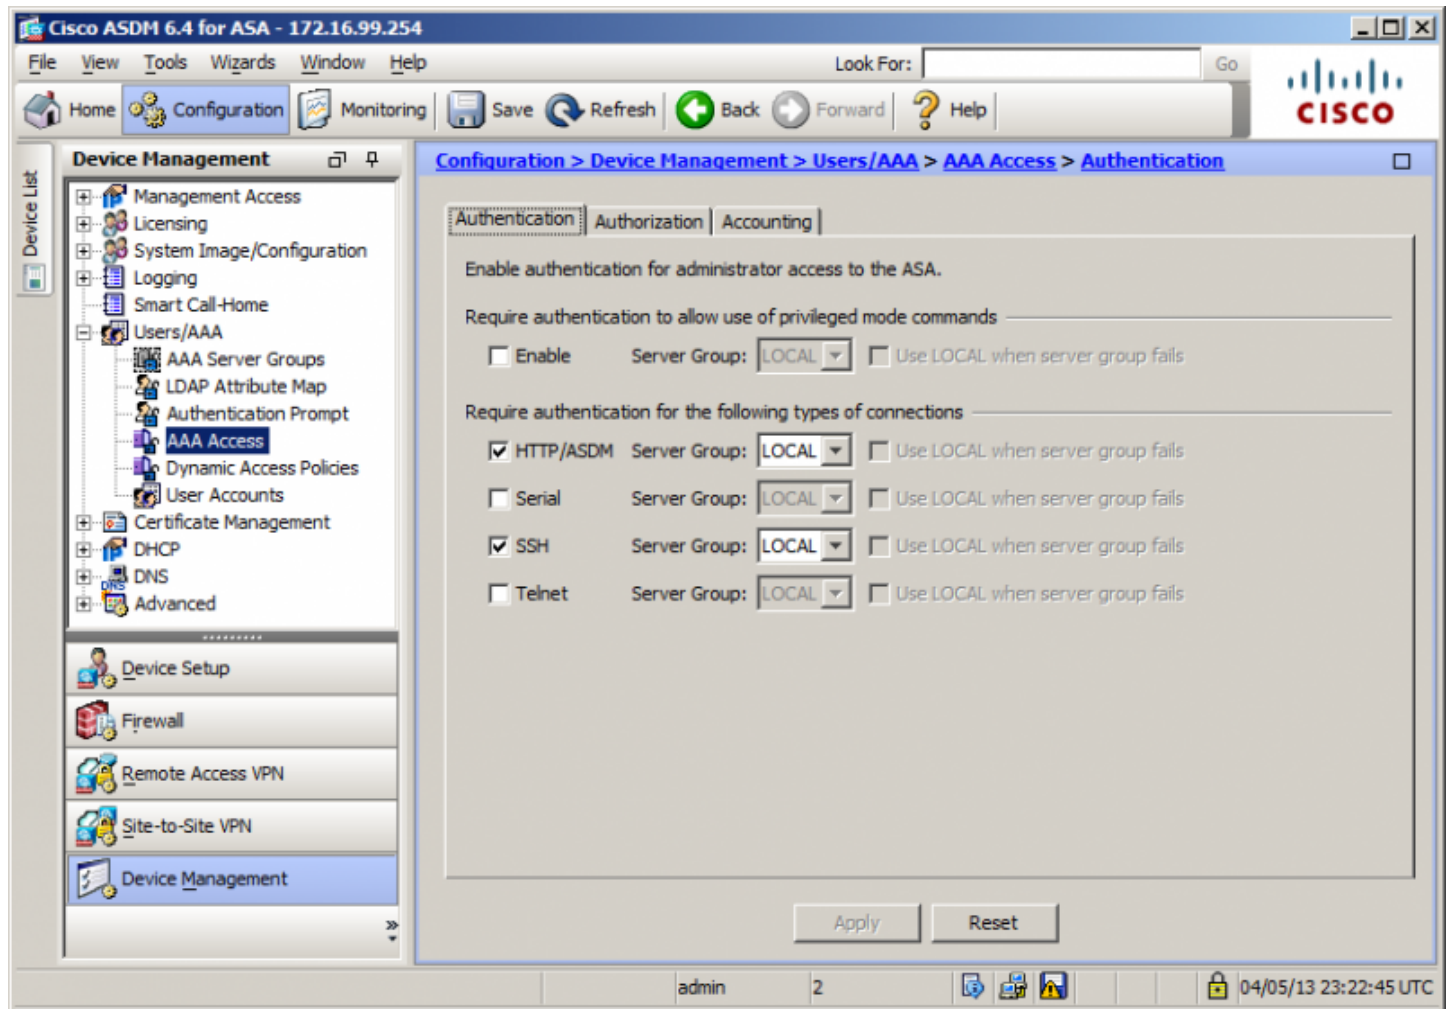 Cisco ASDM 6.4 for ASA - 172.16.99.254
File View Tools Wizards Window Help Look For: Go
Home Configuration Monitoring Save Refresh Back Forward Help
CISCO
Device List
Device Management
Management Access
Licensing
System Image/Configuration
Logging
Smart Call-Home
Users/AAA
AAA Server Groups
LDAP Attribute Map
Authentication Prompt
AAA Access
Dynamic Access Policies
User Accounts
Certificate Management
DHCP
DNS
DNS
Advanced
Device Setup
Firewall
Remote Access VPN
Site-to-Site VPN
Device Management
»
Configuration > Device Management > Users/AAA > AAA Access > Authentication
Authentication Authorization Accounting
Enable authentication for administrator access to the ASA.
Require authentication to allow use of privileged mode commands
Enable Server Group: LOCAL Use LOCAL when server group fails
Require authentication for the following types of connections
HTTP/ASDM Server Group: LOCAL Use LOCAL when server group fails
Serial Server Group: LOCAL Use LOCAL when server group fails
SSH Server Group: LOCAL Use LOCAL when server group fails
Telnet Server Group: LOCAL Use LOCAL when server group fails
Apply Reset
admin 2 04/05/13 23:22:45 UTC